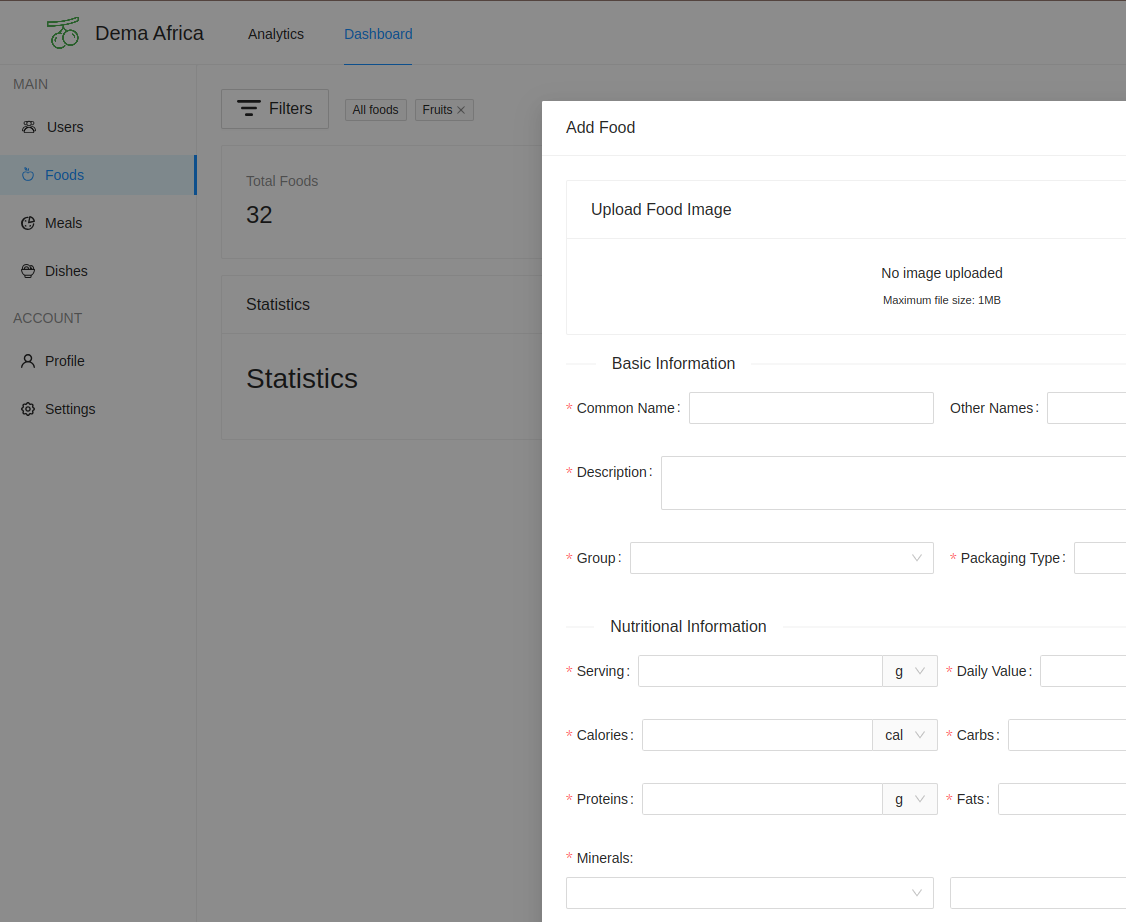 Dema Africa
Analytics
Dashboard
MAIN
Users
Foods
Meals
Dishes
ACCOUNT
Profile
Settings
Filters
All foods
Fruits
Total Foods
32
Statistics
Statistics
Add Food
Upload Food Image
No image uploaded
Maximum file size: 1MB
Basic Information
* Common Name:
Other Names:
* Description:
* Group:
* Packaging Type:
Nutritional Information
* Serving: g
* Daily Value:
* Calories: cal
* Carbs:
* Proteins: g
* Fats:
* Minerals: